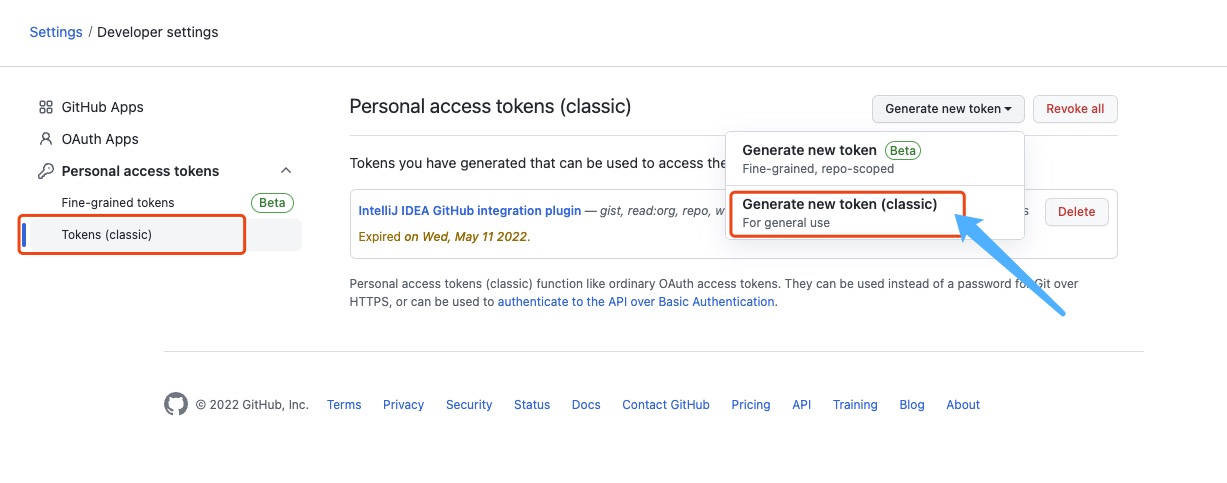 Settings / Developer settings
GitHub Apps
OAuth Apps
Personal access tokens
Fine-grained tokens Beta
Tokens (classic)
Personal access tokens (classic)
Generate new token
Revoke all
Generate new token Beta
Fine-grained, repo-scoped
Generate new token (classic)
For general use
Tokens you have generated that can be used to access the
IntelliJ IDEA GitHub integration plugin — gist, read:org, repo,
Delete
Expired on Wed, May 11 2022.
Personal access tokens (classic) function like ordinary OAuth access tokens. They can be used instead of a password for Git over
HTTPS, or can be used to authenticate to the API over Basic Authentication.
© 2022 GitHub, Inc. Terms Privacy Security Status Docs Contact GitHub Pricing API Training Blog About